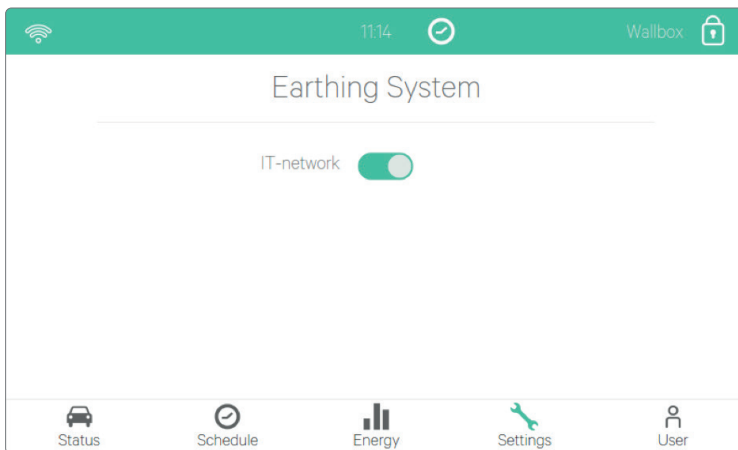 11:14 Wallbox
Earthing System
IT-network
Status Schedule Energy Settings User